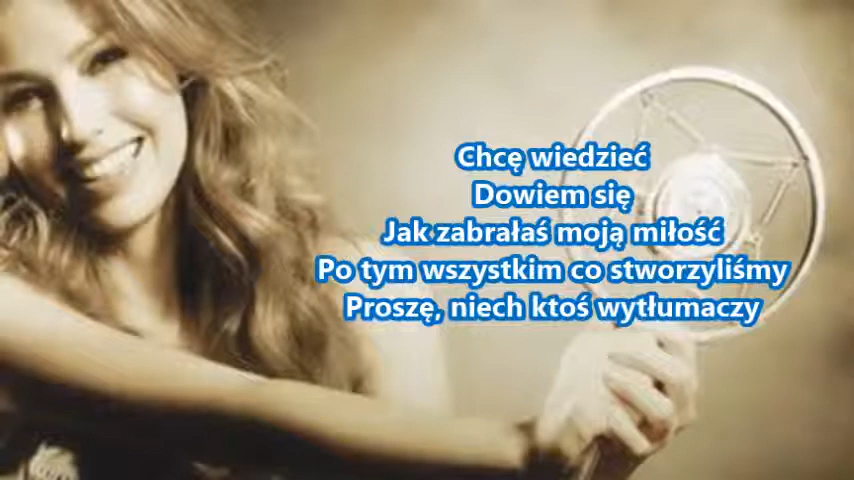 Chcę wiedzieć
Dowiem się
Jak zabrałaś moją miłość
Po tym wszystkim co stworzyliśmy
Proszę, niech ktoś wytłumaczy